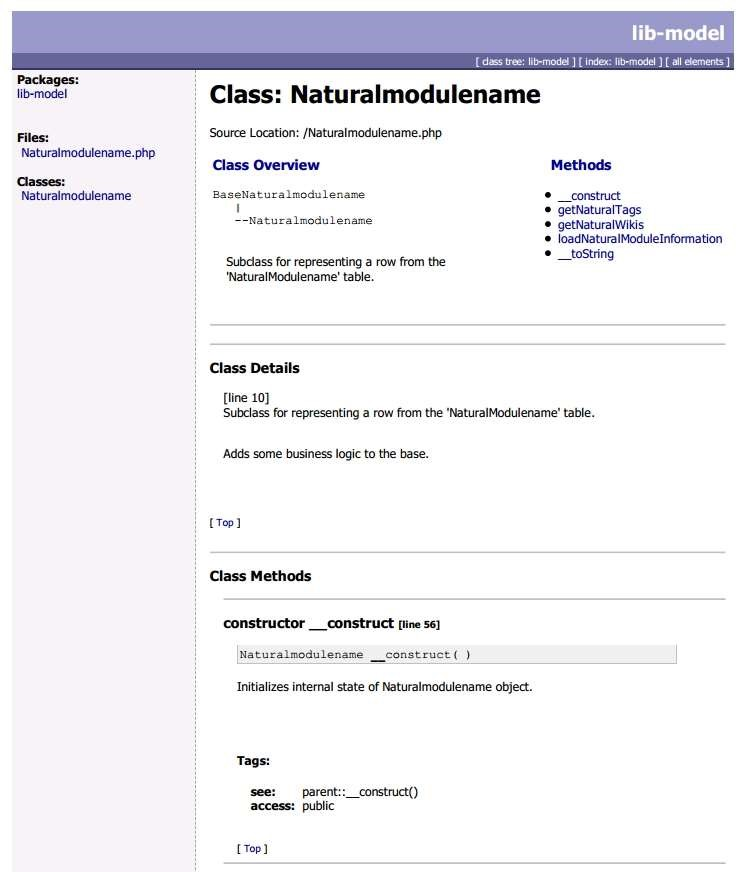 lib-model
[ class tree: lib-model ] [ index: lib-model ] [ all elements ]
Packages:
lib-model
Files:
Naturalmodulename.php
Classes:
Naturalmodulename
Class: Naturalmodulename
Source Location: /Naturalmodulename.php
Class Overview
BaseNaturalmodulename
|
--Naturalmodulename
Subclass for representing a row from the
'NaturalModulename' table.
Methods
__construct
getNaturalTags
getNaturalWikis
loadNaturalModuleInformation
__toString
Class Details
[line 10]
Subclass for representing a row from the 'NaturalModulename' table.
Adds some business logic to the base.
[ Top ]
Class Methods
constructor __construct [line 56]
Naturalmodulename __construct( )
Initializes internal state of Naturalmodulename object.
Tags:
see: parent::__construct()
access: public
[ Top ]